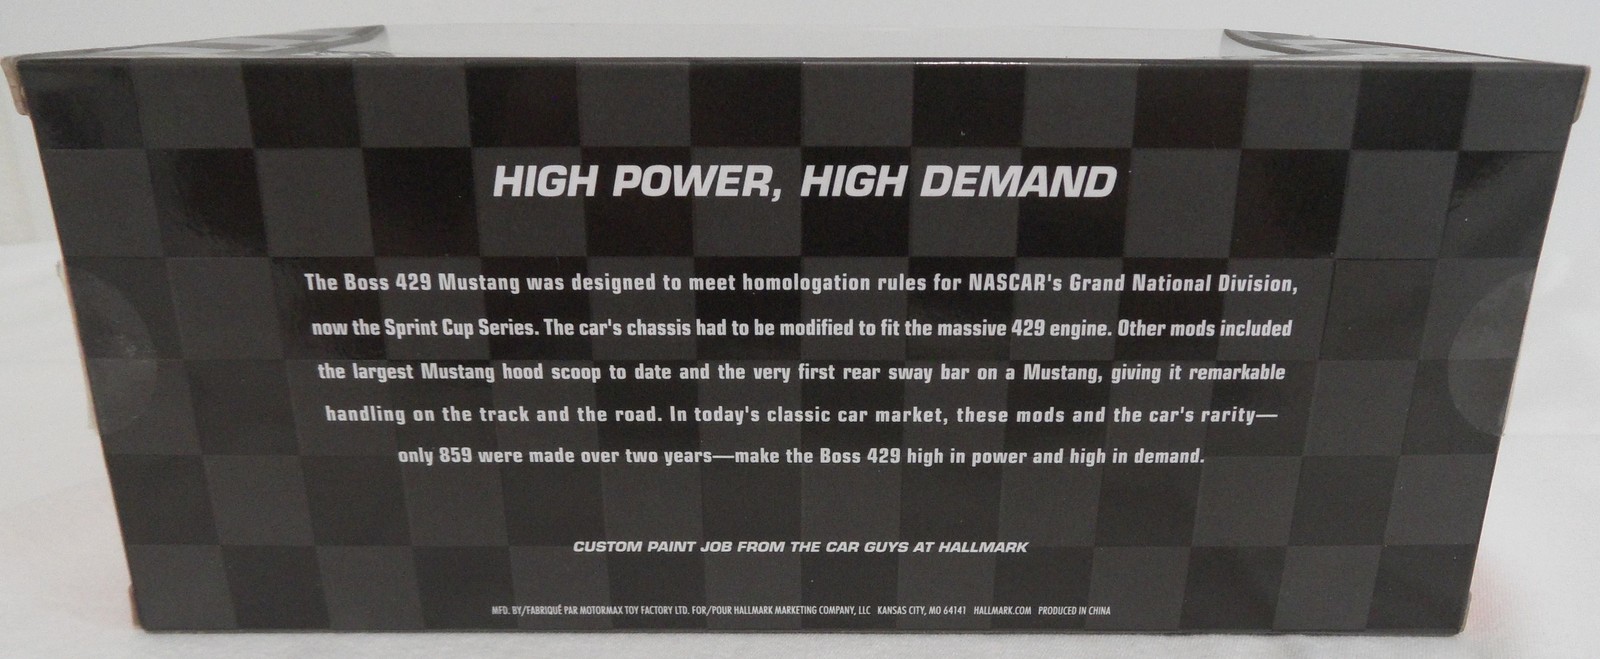 HIGH POWER, HIGH DEMAND
The Boss 429 Mustang was designed to meet homologation rules for NASCAR's Grand National Division,
now the Sprint Cup Series. The car's chassis had to be modified to fit the massive 429 engine. Other mods included
the largest Mustang hood scoop to date and the very first rear sway bar on a Mustang, giving it remarkable
handling on the track and the road. In today's classic car market, these mods and the car's rarity—
only 859 were made over two years—make the Boss 429 high in power and high in demand.
CUSTOM PAINT JOB FROM THE CAR GUYS AT HALLMARK
MFD. BY/FABRIQUÉ PAR MOTORMAX TOY FACTORY LTD. FOR/POUR HALLMARK MARKETING COMPANY, LLC KANSAS CITY, MO 64141 HALLMARK.COM PRODUCED IN CHINA